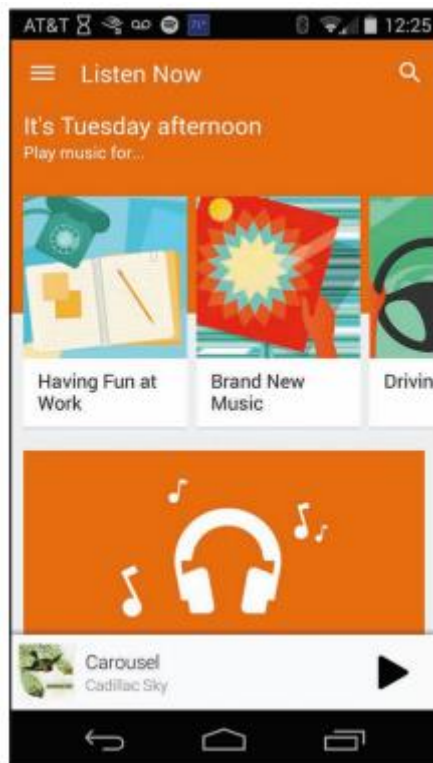 AT&T 71° 12:25
Listen Now
It's Tuesday afternoon
Play music for...
Having Fun at
Work
Brand New
Music
Drivin
Carousel
Cadillac Sky